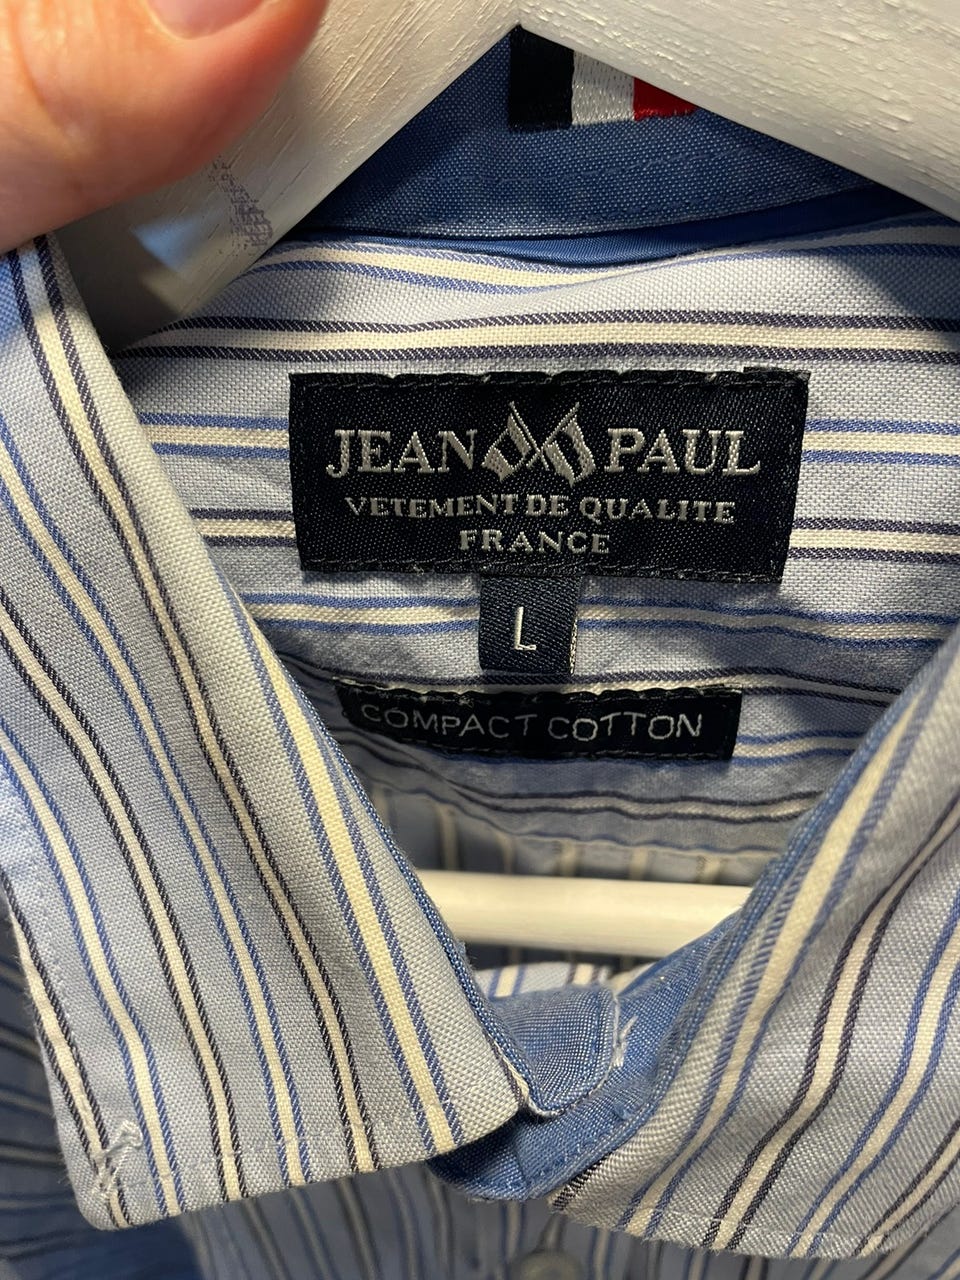 JEAN PAUL
VETEMENT DE QUALITE
FRANCE
L
COMPACT COTTON